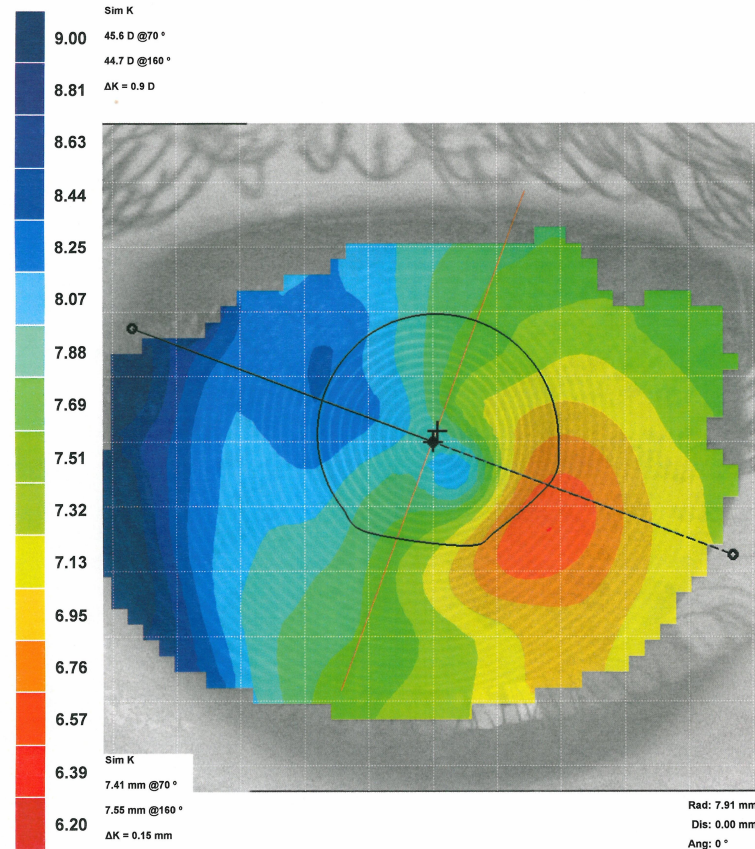 Sim K
45.6 D @70 °
44.7 D @160 °
ΔK = 0.9 D
9.00
8.81
8.63
8.44
8.25
8.07
7.88
7.69
7.51
7.32
7.13
6.95
6.76
6.57
6.39
6.20
Sim K
7.41 mm @70 °
7.55 mm @160 °
ΔK = 0.15 mm
Rad: 7.91 mm
Dis: 0.00 mm
Ang: 0 °